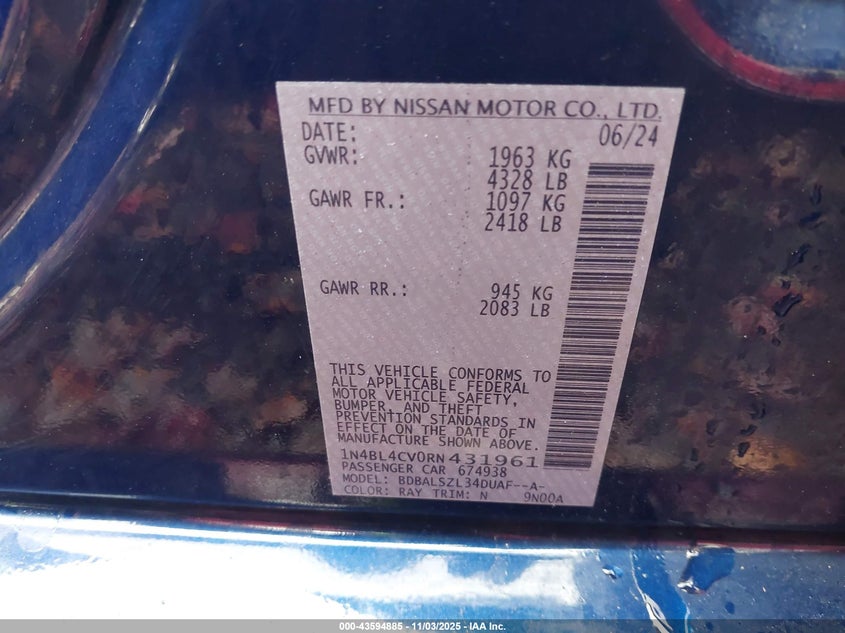 MFD BY NISSAN MOTOR CO., LTD.
DATE: 06/24
GVWR: 1963 KG
4328 LB
GAWR FR.: 1097 KG
2418 LB
GAWR RR.: 945 KG
2083 LB
THIS VEHICLE CONFORMS TO
ALL APPLICABLE FEDERAL
MOTOR VEHICLE SAFETY,
BUMPER, AND THEFT
PREVENTION STANDARDS IN
EFFECT ON THE DATE OF
MANUFACTURE SHOWN ABOVE.
1N4BL4CV0RN431961
PASSENGER CAR 674938
MODEL: BDBALSZL34DUAF--A-
COLOR: RAY TRIM: N 9N00A
000-43594885 - 11/03/2025 - IAA Inc.